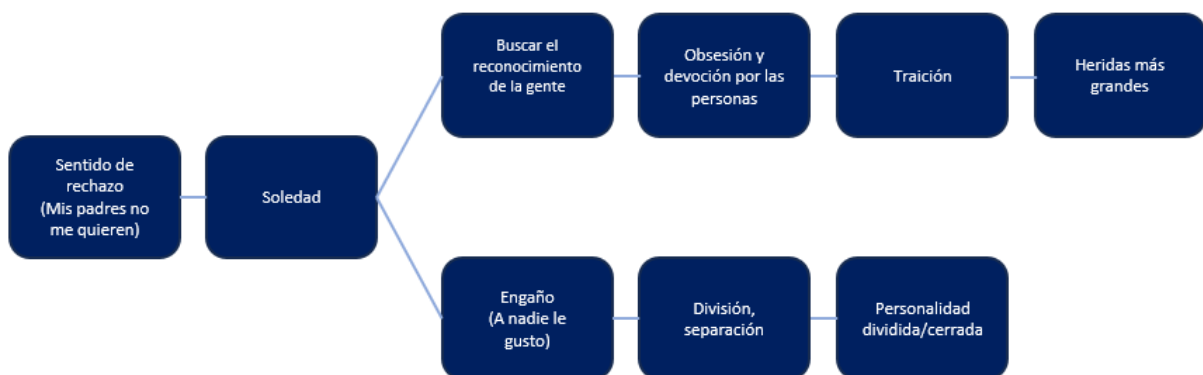 Sentido de
rechazo
(Mis padres no
me quieren)
Soledad
Buscar el
reconocimiento
de la gente
Obsesión y
devoción por las
personas
Traición
Heridas más
grandes
Engaño
(A nadie le
gusto)
División,
separación
Personalidad
dividida/cerrada